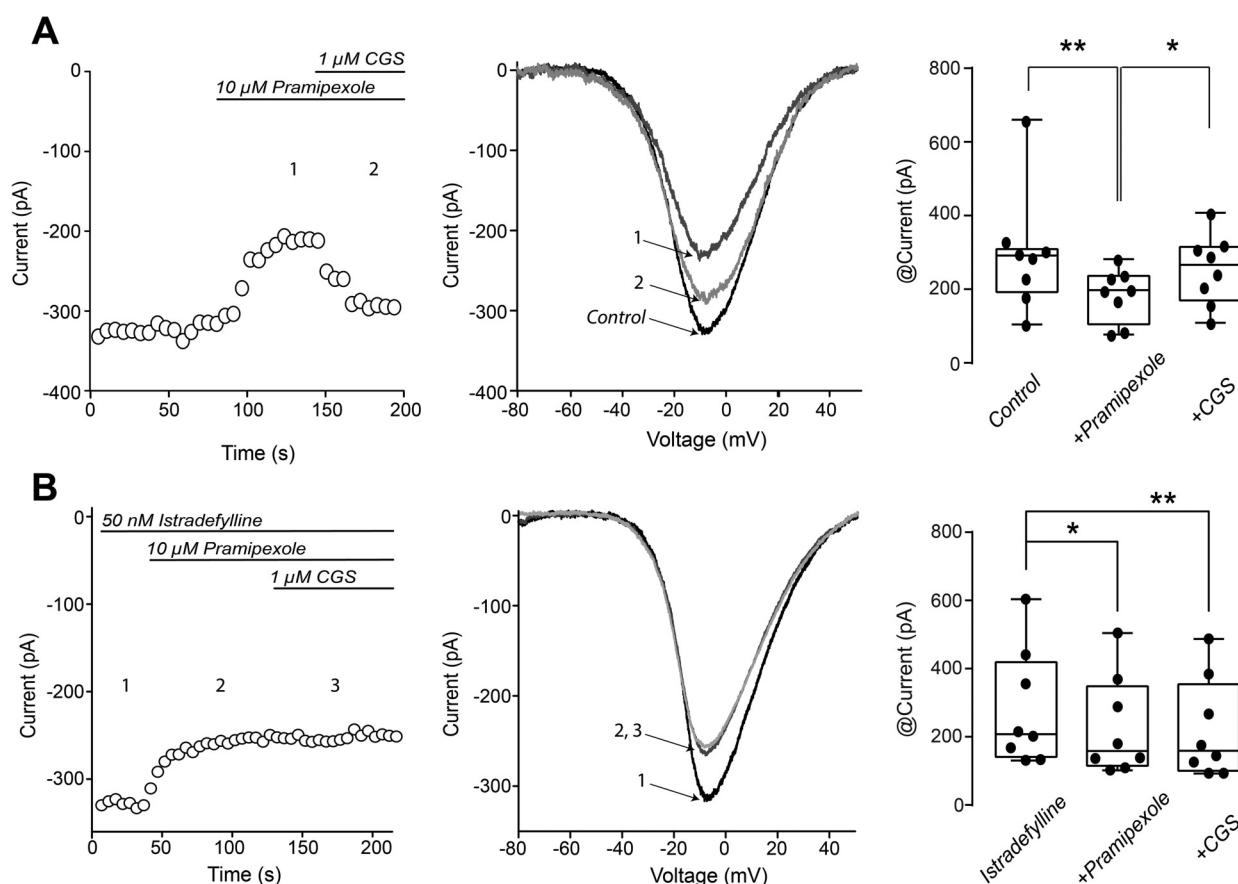 A
1 µM CGS
10 µM Pramipexole
0
-100
-200
-300
-400
Current (pA)
1
2
0 50 100 150 200
Time (s)
0
-100
-200
-300
-400
Current (pA)
1
2
Control
-80 -60 -40 -20 0 20 40
Voltage (mV)
** *
800
600
400
200
0
@Current (pA)
Control
+Pramipexole
+CGS
B
50 nM Istradefylline
10 µM Pramipexole
1 µM CGS
0
-100
-200
-300
Current (pA)
1 2 3
0 50 100 150 200
Time (s)
0
-100
-200
-300
Current (pA)
2, 3
1
-80 -60 -40 -20 0 20 40
Voltage (mV)
**
*
800
600
400
200
0
@Current (pA)
Istradefylline
+Pramipexole
+CGS